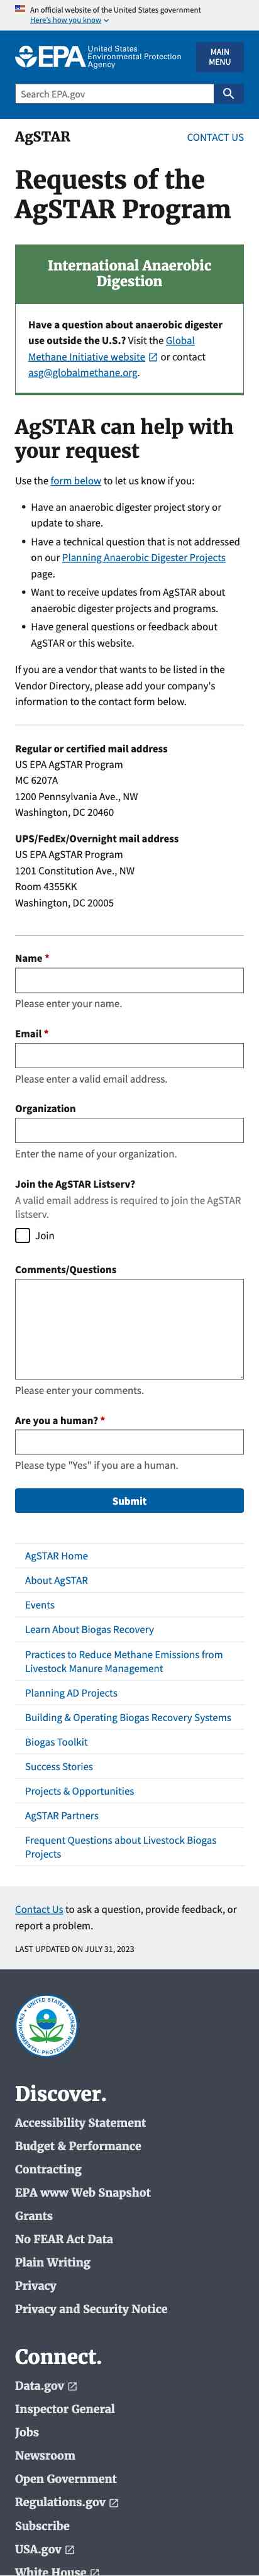 An official website of the United States government
Here's how you know
EPA United States
Environmental Protection
Agency
MAIN
MENU
Search EPA.gov
AgSTAR
CONTACT US
Requests of the
AgSTAR Program
International Anaerobic
Digestion
Have a question about anaerobic digester
use outside the U.S.? Visit the Global
Methane Initiative website or contact
asg@globalmethane.org.
AgSTAR can help with
your request
Use the form below to let us know if you:
Have an anaerobic digester project story or
update to share.
Have a technical question that is not addressed
on our Planning Anaerobic Digester Projects
page.
Want to receive updates from AgSTAR about
anaerobic digester projects and programs.
Have general questions or feedback about
AgSTAR or this website.
If you are a vendor that wants to be listed in the
Vendor Directory, please add your company's
information to the contact form below.
Regular or certified mail address
US EPA AgSTAR Program
MC 6207A
1200 Pennsylvania Ave., NW
Washington, DC 20460
UPS/FedEx/Overnight mail address
US EPA AgSTAR Program
1201 Constitution Ave., NW
Room 4355KK
Washington, DC 20005
Name *
Please enter your name.
Email *
Please enter a valid email address.
Organization
Enter the name of your organization.
Join the AgSTAR Listserv?
A valid email address is required to join the AgSTAR
listserv.
Join
Comments/Questions
Please enter your comments.
Are you a human? *
Please type "Yes" if you are a human.
Submit
AgSTAR Home
About AgSTAR
Events
Learn About Biogas Recovery
Practices to Reduce Methane Emissions from
Livestock Manure Management
Planning AD Projects
Building & Operating Biogas Recovery Systems
Biogas Toolkit
Success Stories
Projects & Opportunities
AgSTAR Partners
Frequent Questions about Livestock Biogas
Projects
Contact Us to ask a question, provide feedback, or
report a problem.
LAST UPDATED ON JULY 31, 2023
UNITED STATES
ENVIRONMENTAL PROTECTION AGENCY
Discover.
Accessibility Statement
Budget & Performance
Contracting
EPA www Web Snapshot
Grants
No FEAR Act Data
Plain Writing
Privacy
Privacy and Security Notice
Connect.
Data.gov
Inspector General
Jobs
Newsroom
Open Government
Regulations.gov
Subscribe
USA.gov
White House